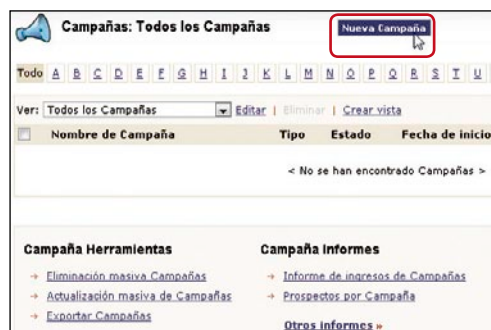 Campañas: Todos los Campañas
Nueva Campaña
Todo A B C D E F G H I J K L M N O P Q R S T U
Ver: Todos los Campañas Editar | Eliminar | Crear vista
Nombre de Campaña Tipo Estado Fecha de inicio
< No se han encontrado Campañas >
Campaña Herramientas
→ Eliminación masiva Campañas
→ Actualización masiva de Campañas
→ Exportar Campañas
Campaña Informes
→ Informe de ingresos de Campañas
→ Prospectos por Campaña
Otros informes »